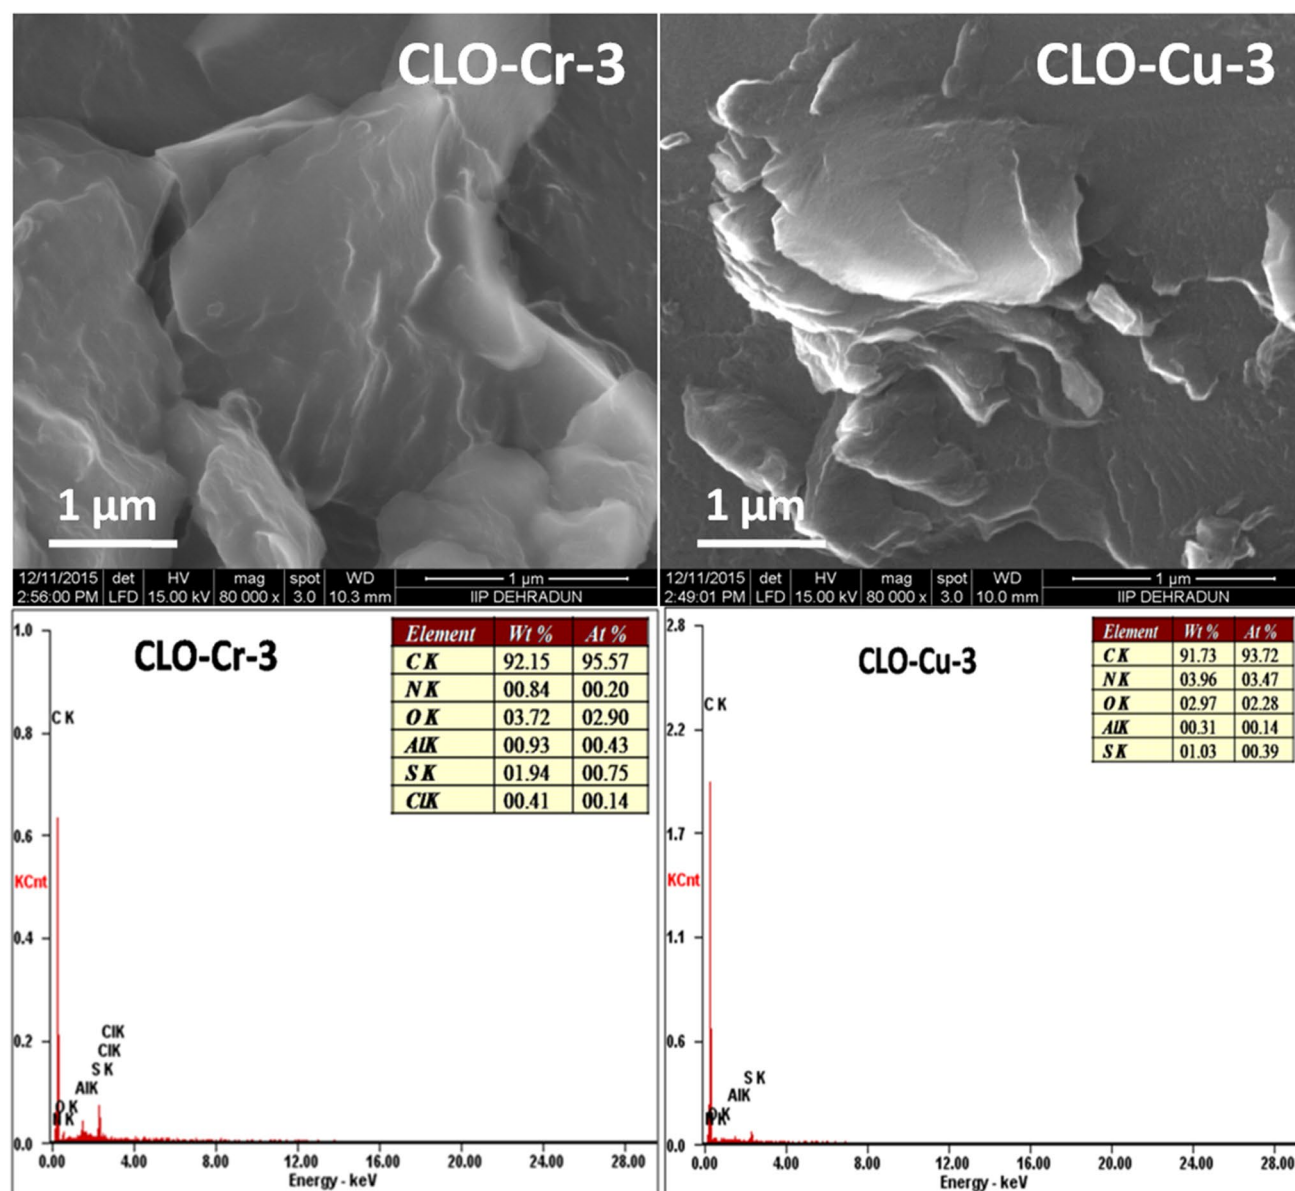 CLO-Cr-3
1 µm
12/11/2015 det HV mag spot WD 1 µm
2:56:00 PM LFD 15.00 kV 80 000 x 3.0 10.3 mm IIP DEHRADUN
CLO-Cu-3
1 µm
12/11/2015 det HV mag spot WD 1 µm
2:49:01 PM LFD 15.00 kV 80 000 x 3.0 10.0 mm IIP DEHRADUN
CLO-Cr-3
Element Wt % At %
C K 92.15 95.57
N K 00.84 00.20
O K 03.72 02.90
AlK 00.93 00.43
S K 01.94 00.75
ClK 00.41 00.14
1.0
C K
0.8
0.6
KCnt
0.4
0.2
ClK
ClK
S K
AlK
O K
N K
0.0
0.00 4.00 8.00 12.00 16.00 20.00 24.00 28.00
Energy - keV
CLO-Cu-3
Element Wt % At %
C K 91.73 93.72
N K 03.96 03.47
O K 02.97 02.28
AlK 00.31 00.14
S K 01.03 00.39
2.8
C K
2.2
1.7
KCnt
1.1
0.6
S K
AlK
O K
N K
0.0
0.00 4.00 8.00 12.00 16.00 20.00 24.00 28.00
Energy - keV